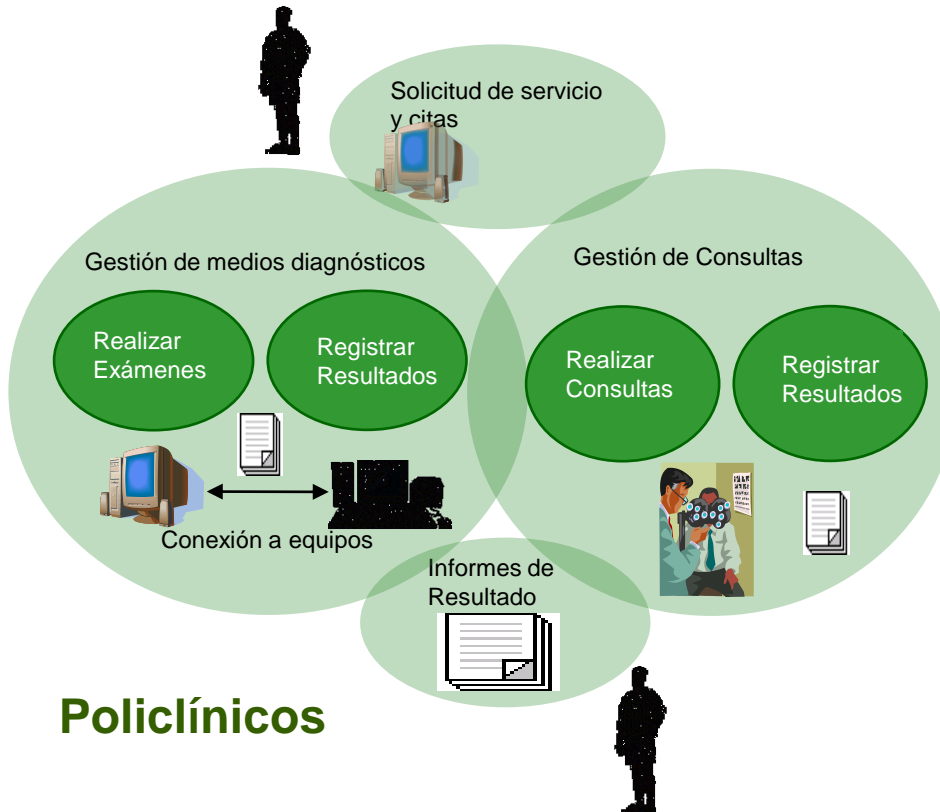 Solicitud de servicio
y citas
Gestión de medios diagnósticos
Gestión de Consultas
Realizar
Exámenes
Registrar
Resultados
Realizar
Consultas
Registrar
Resultados
Conexión a equipos
Informes de
Resultado
Policlínicos